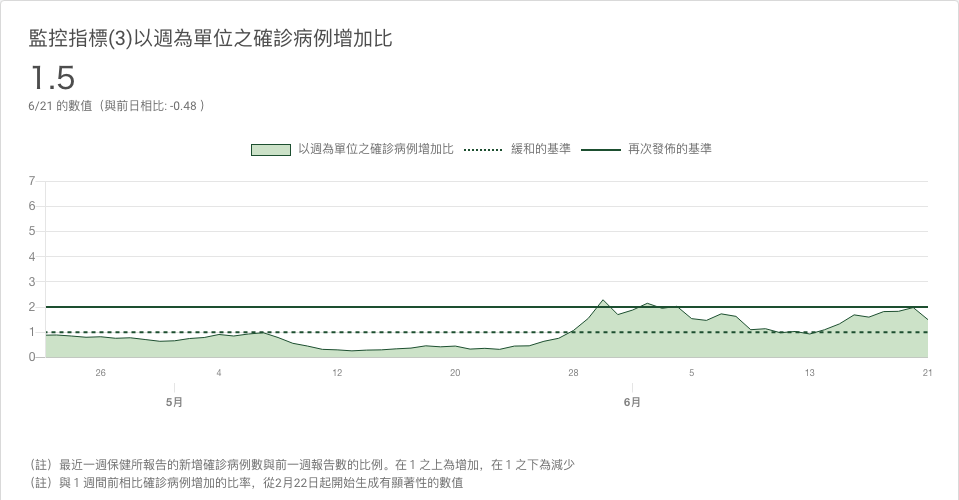 監控指標(3)以週為單位之確診病例增加比
1.5
6/21 的數值（與前日相比: -0.48 ）
以週為單位之確診病例增加比 緩和的基準 再次發佈的基準
7
6
5
4
3
2
1
0
26 4 12 20 28 5 13 21
5月 6月
（註）最近一週保健所報告的新增確診病例數與前一週報告數的比例。在 1 之上為增加，在 1 之下為減少
（註）與 1 週間前相比確診病例增加的比率，從2月22日起開始生成有顯著性的數值